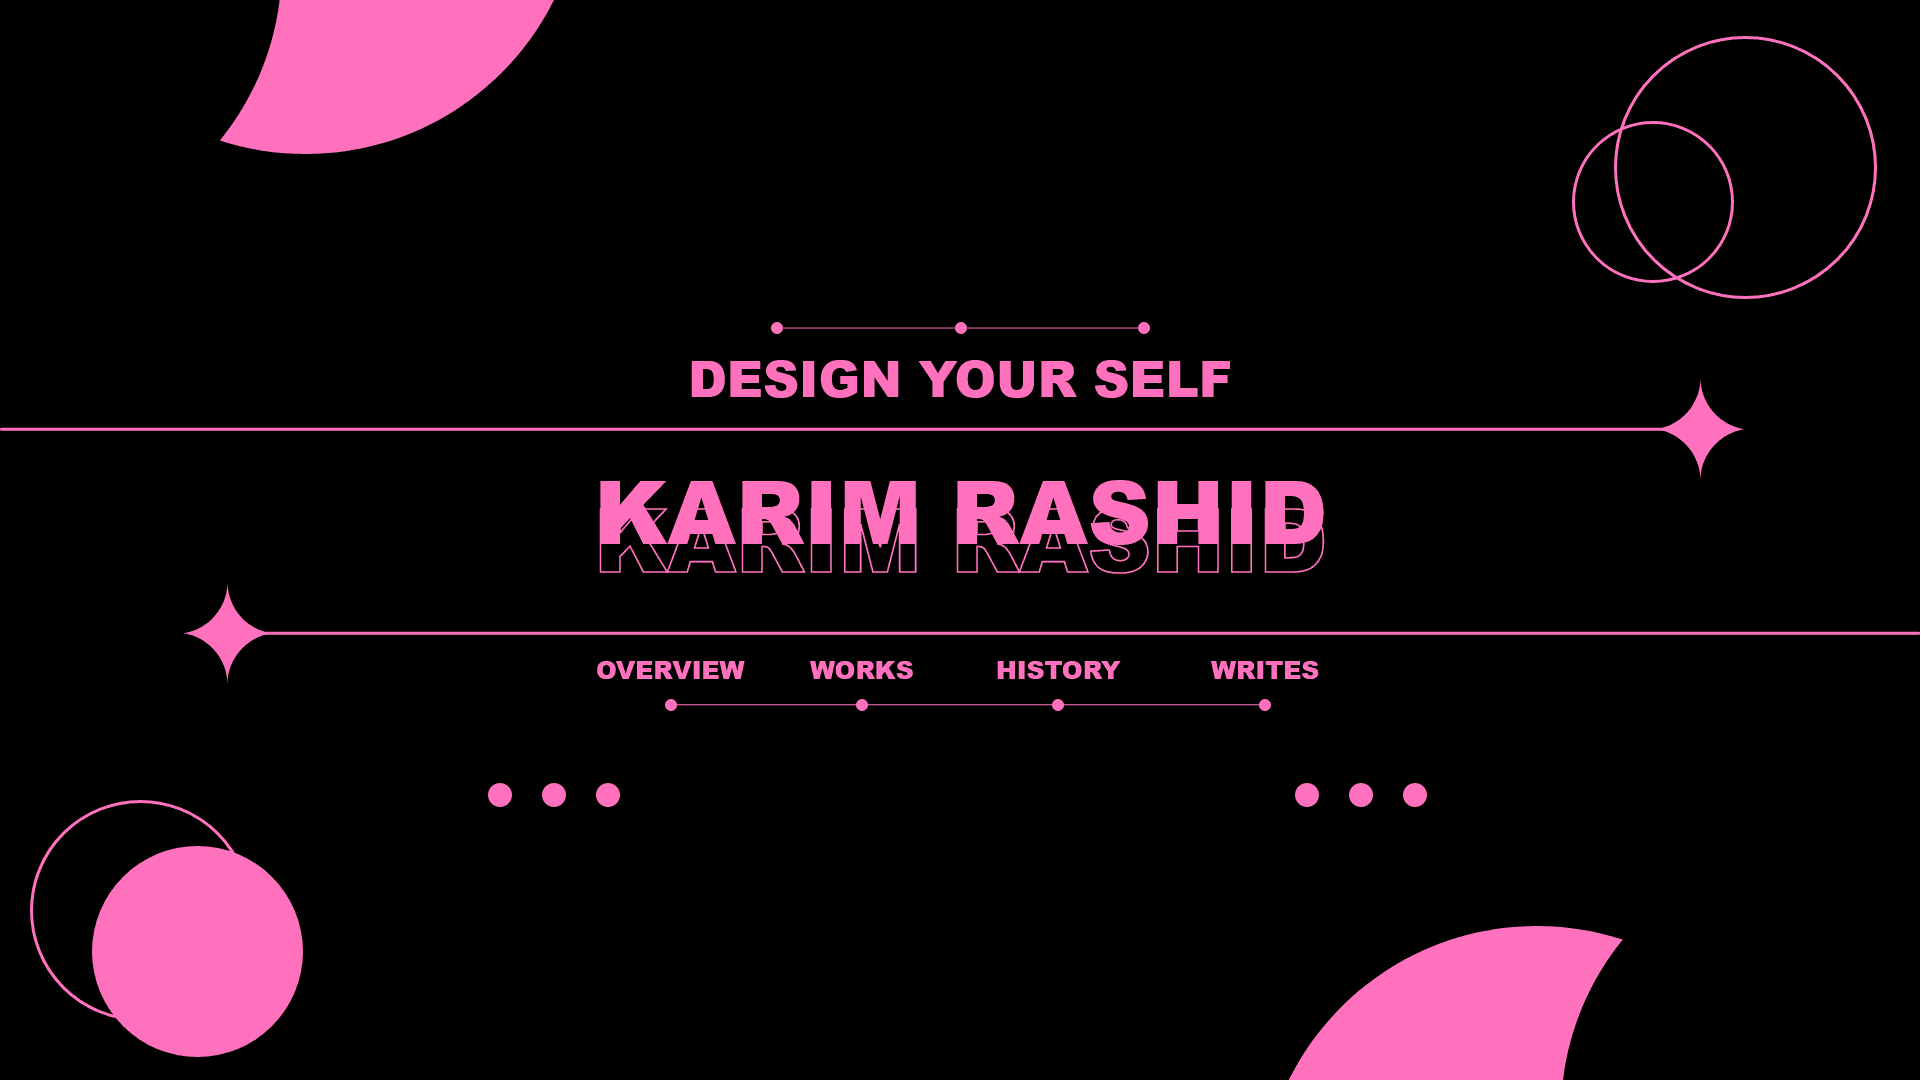 DESIGN YOUR SELF
KARIM RASHID
KARIM RASHID
OVERVIEW WORKS HISTORY WRITES